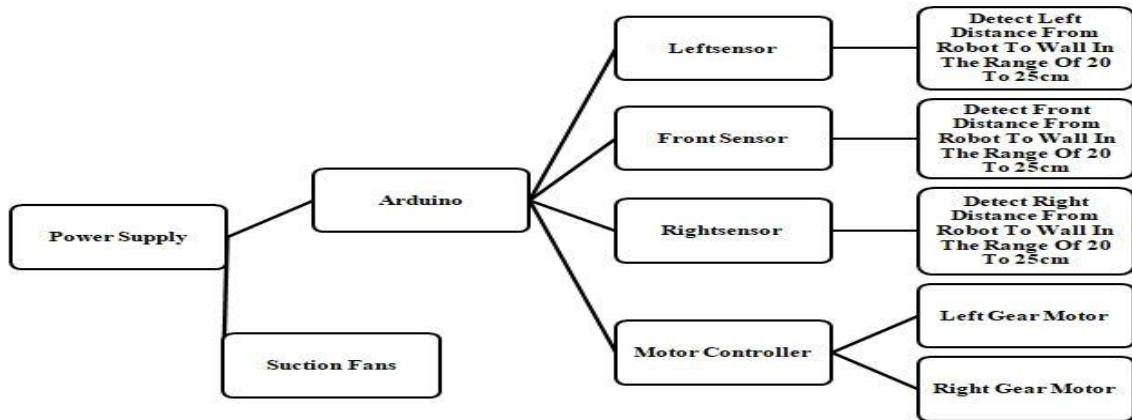 Power Supply
Arduino
Suction Fans
Leftsensor
Front Sensor
Rightsensor
Motor Controller
Detect Left
Distance From
Robot To Wall In
The Range Of 20
To 25cm
Detect Front
Distance From
Robot To Wall In
The Range Of 20
To 25cm
Detect Right
Distance From
Robot To Wall In
The Range Of 20
To 25cm
Left Gear Motor
Right Gear Motor